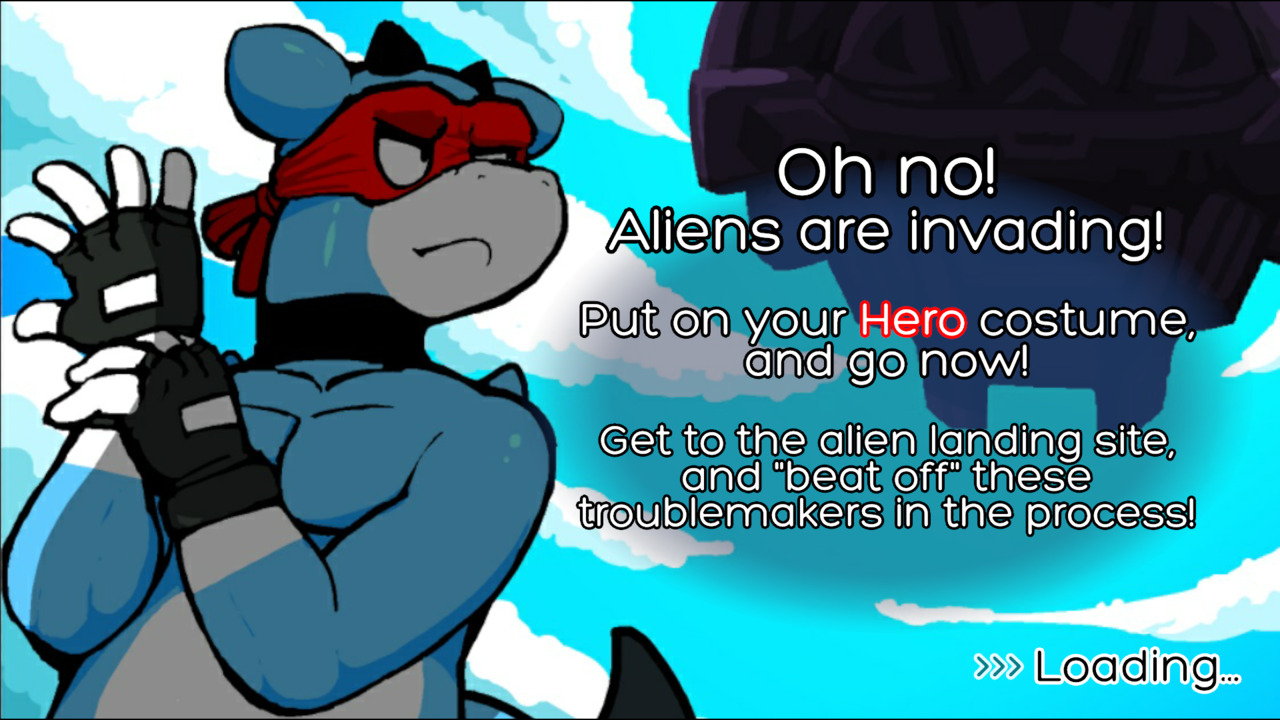 Oh no!
Aliens are invading!
Put on your Hero costume,
and go now!
Get to the alien landing site,
and "beat off" these
troublemakers in the process!
>>> Loading...